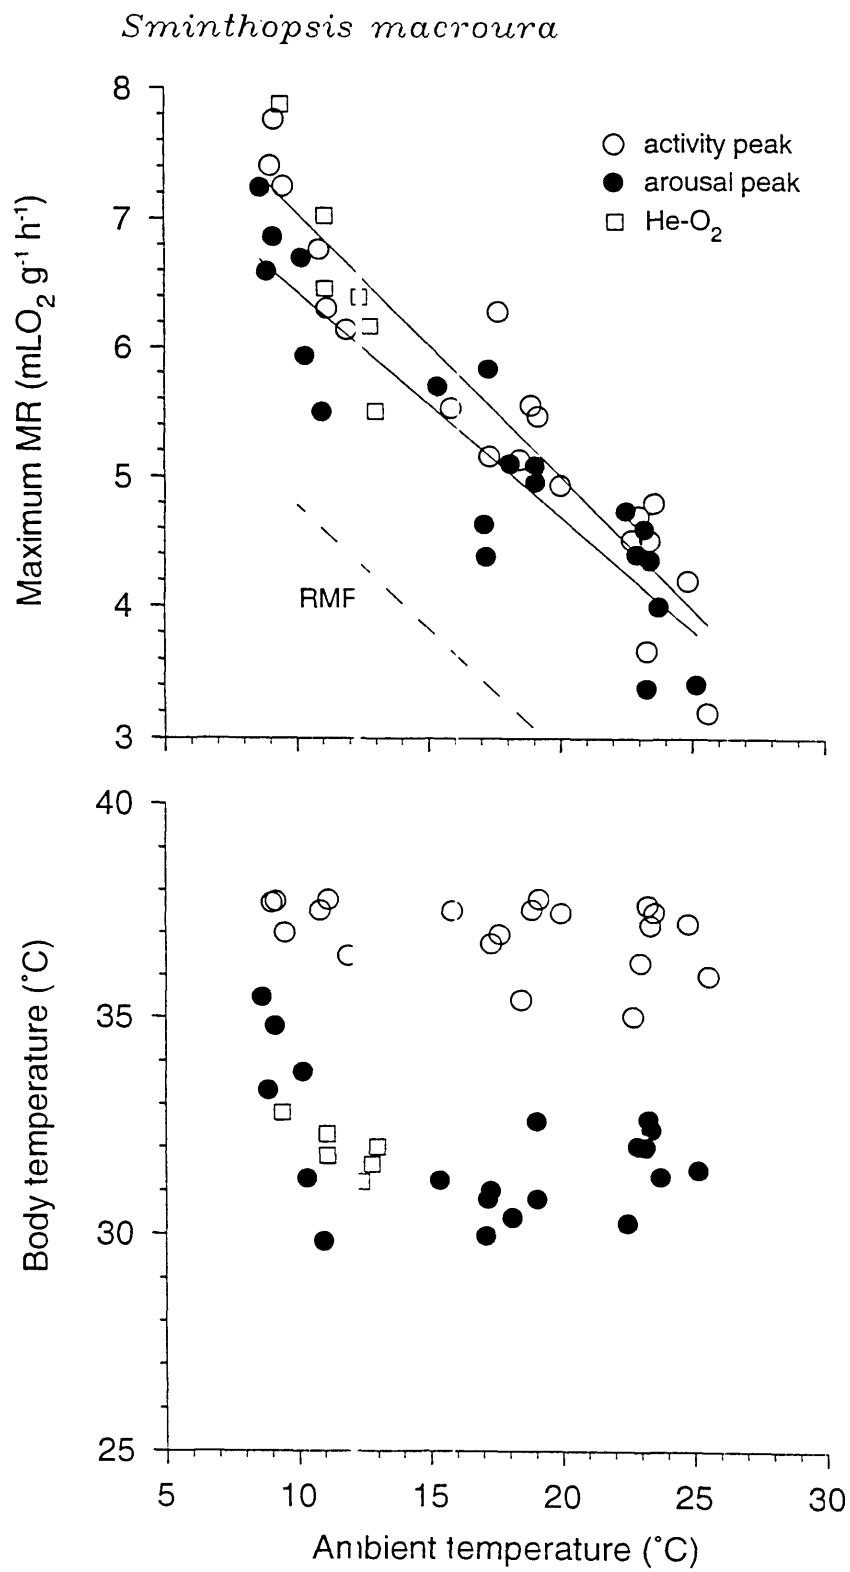 Sminthopsis macroura
8
7
6
5
4
3
Maximum MR (mLO2 g-1 h-1)
activity peak
arousal peak
He-O2
RMF
40
35
30
25
Body temperature (°C)
5 10 15 20 25 30
Ambient temperature (°C)